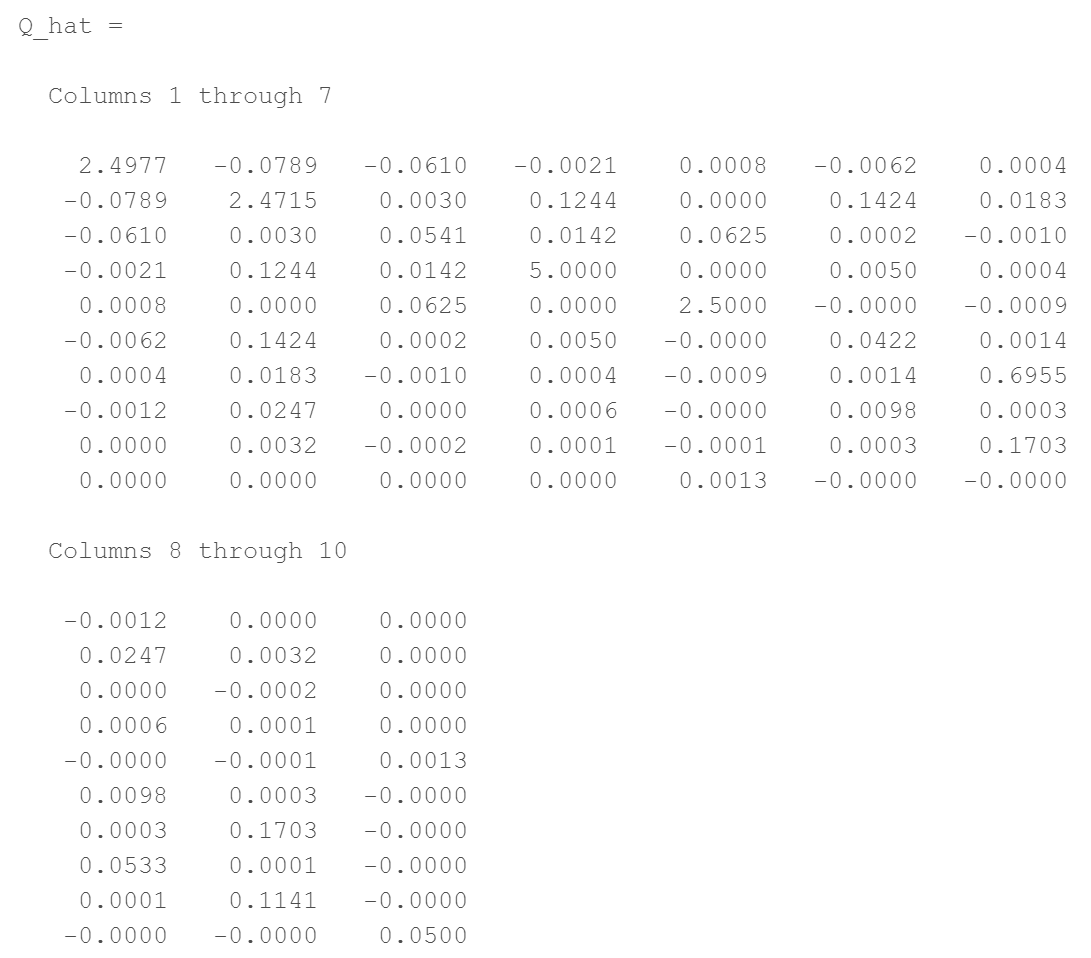 Q_hat =
Columns 1 through 7
2.4977 -0.0789 -0.0610 -0.0021 0.0008 -0.0062 0.0004
-0.0789 2.4715 0.0030 0.1244 0.0000 0.1424 0.0183
-0.0610 0.0030 0.0541 0.0142 0.0625 0.0002 -0.0010
-0.0021 0.1244 0.0142 5.0000 0.0000 0.0050 0.0004
0.0008 0.0000 0.0625 0.0000 2.5000 -0.0000 -0.0009
-0.0062 0.1424 0.0002 0.0050 -0.0000 0.0422 0.0014
0.0004 0.0183 -0.0010 0.0004 -0.0009 0.0014 0.6955
-0.0012 0.0247 0.0000 0.0006 -0.0000 0.0098 0.0003
0.0000 0.0032 -0.0002 0.0001 -0.0001 0.0003 0.1703
0.0000 0.0000 0.0000 0.0000 0.0013 -0.0000 -0.0000
Columns 8 through 10
-0.0012 0.0000 0.0000
0.0247 0.0032 0.0000
0.0000 -0.0002 0.0000
0.0006 0.0001 0.0000
-0.0000 -0.0001 0.0013
0.0098 0.0003 -0.0000
0.0003 0.1703 -0.0000
0.0533 0.0001 -0.0000
0.0001 0.1141 -0.0000
-0.0000 -0.0000 0.0500